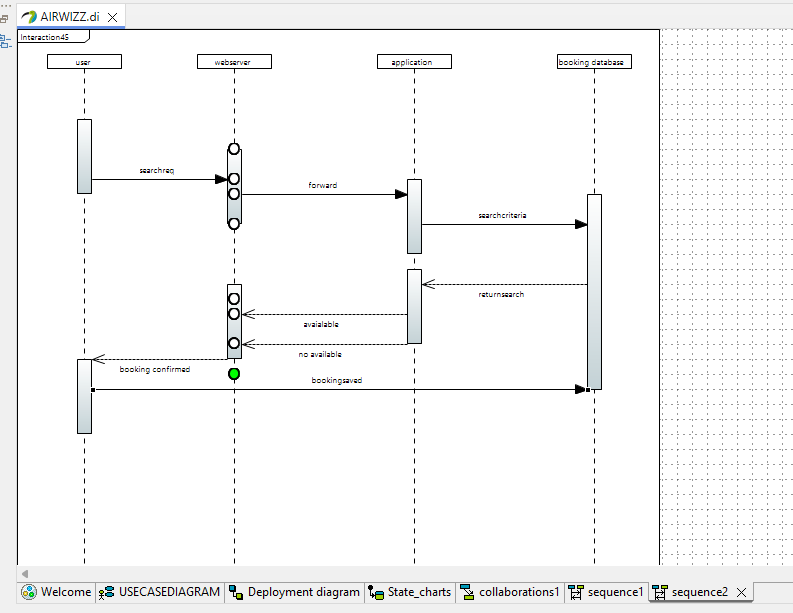 AIRWIZZ.di
Interaction45
user
webserver
application
booking database
searchreq
forward
searchcriteria
returnsearch
avaialable
no available
booking confirmed
bookingsaved
Welcome
USECASEDIAGRAM
Deployment diagram
State_charts
collaborations1
sequence1
sequence2